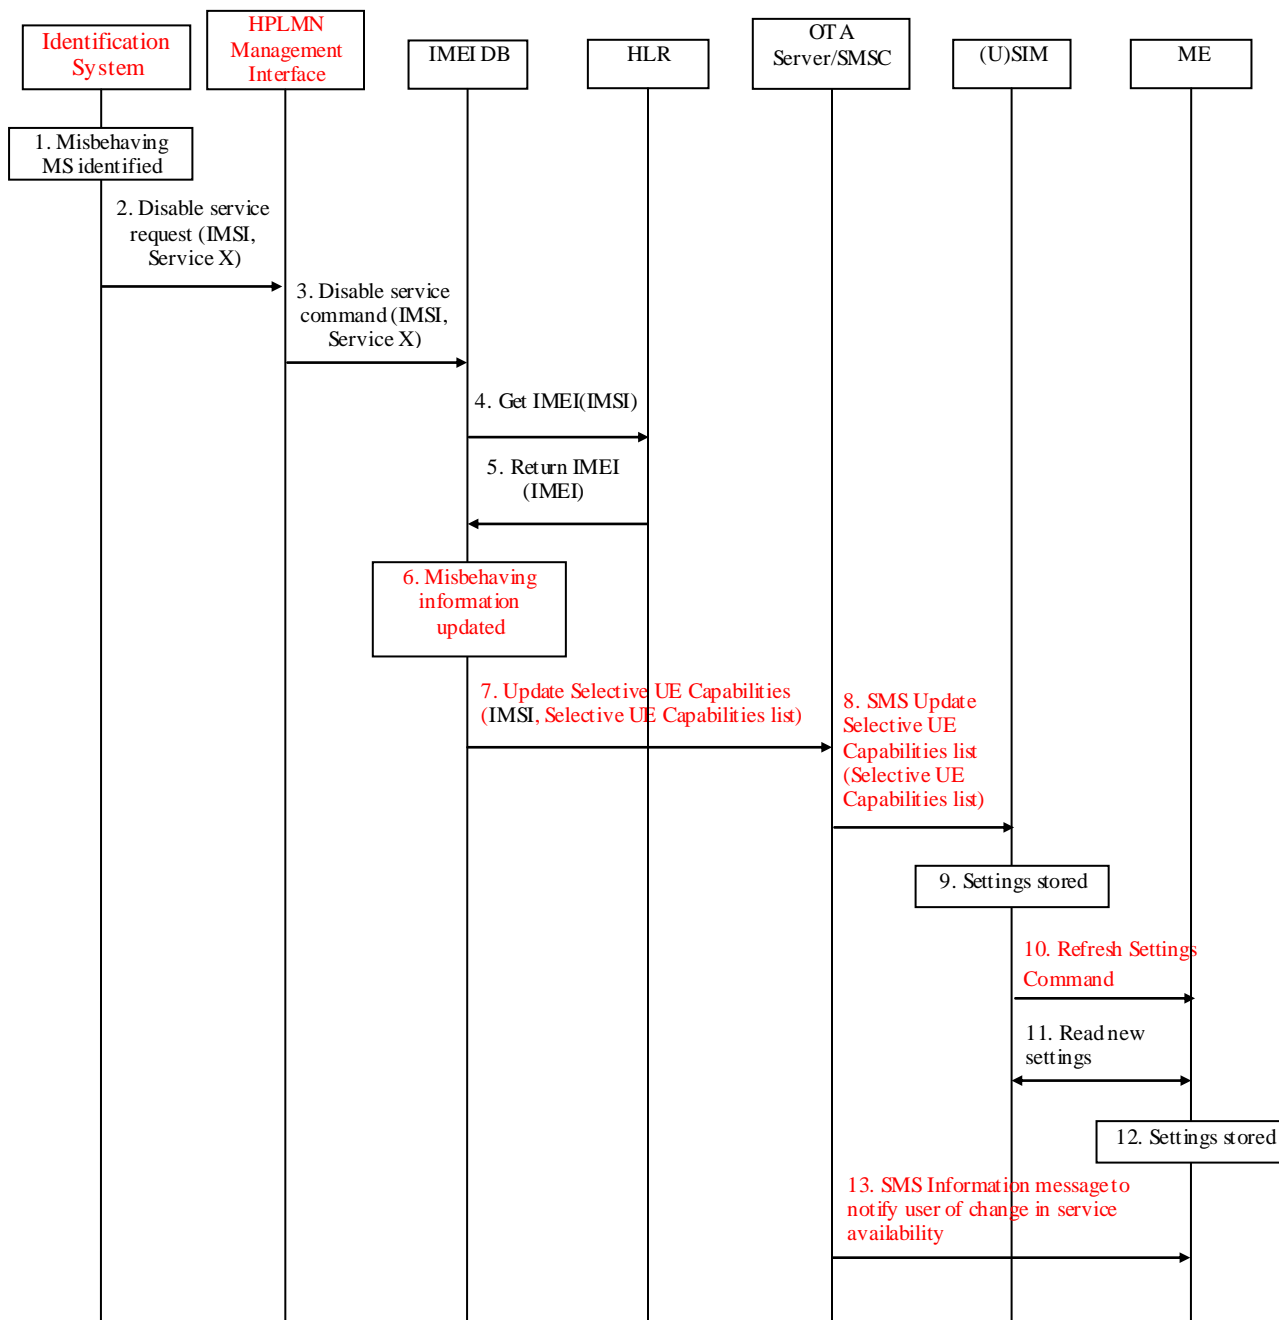 Identification
System
HPLMN
Management
Interface
IMEI DB
HLR
OTA
Server/SMSC
(U)SIM
ME
1. Misbehaving
MS identified
2. Disable service
request (IMSI,
Service X)
3. Disable service
command (IMSI,
Service X)
4. Get IMEI(IMSI)
5. Return IMEI
(IMEI)
6. Misbehaving
information
updated
7. Update Selective UE Capabilities
(IMSI, Selective UE Capabilities list)
8. SMS Update
Selective UE
Capabilities list
(Selective UE
Capabilities list)
9. Settings stored
10. Refresh Settings
Command
11. Read new
settings
12. Settings stored
13. SMS Information message to
notify user of change in service
availability